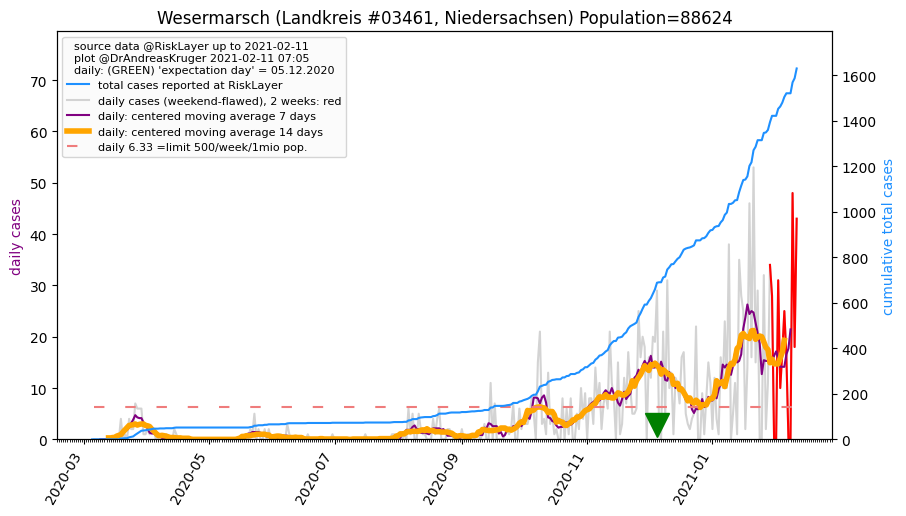 Wesermarsch (Landkreis #03461, Niedersachsen) Population=88624
source data @RiskLayer up to 2021-02-11
plot @DrAndreasKruger 2021-02-11 07:05
daily: (GREEN) 'expectation day' = 05.12.2020
total cases reported at RiskLayer
daily cases (weekend-flawed), 2 weeks: red
daily: centered moving average 7 days
daily: centered moving average 14 days
daily 6.33 =limit 500/week/1mio pop.
daily cases
70
60
50
40
30
20
10
0
cumulative total cases
1600
1400
1200
1000
800
600
400
200
0
2020-03
2020-05
2020-07
2020-09
2020-11
2021-01